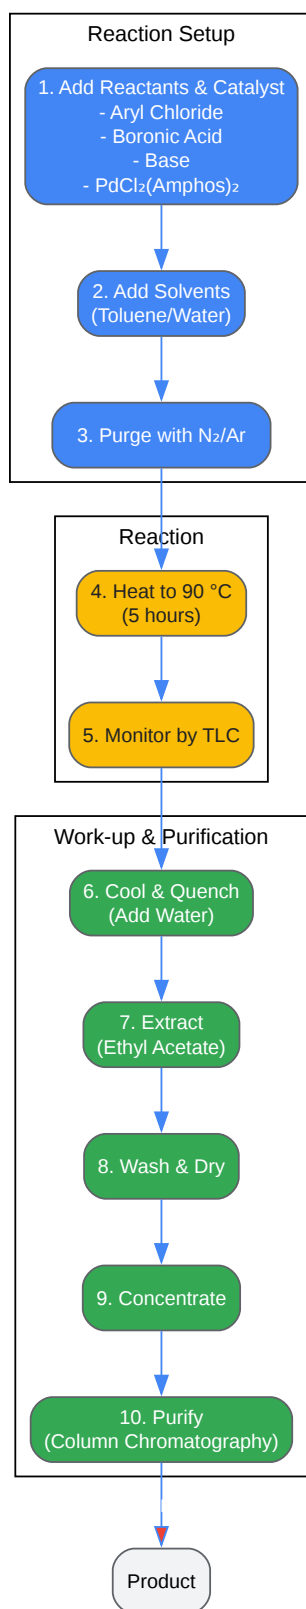 Reaction Setup
1. Add Reactants & Catalyst
- Aryl Chloride
- Boronic Acid
- Base
- PdCl₂(Amphos)₂
2. Add Solvents
(Toluene/Water)
3. Purge with N₂/Ar
Reaction
4. Heat to 90 °C
(5 hours)
5. Monitor by TLC
Work-up & Purification
6. Cool & Quench
(Add Water)
7. Extract
(Ethyl Acetate)
8. Wash & Dry
9. Concentrate
10. Purify
(Column Chromatography)
Product